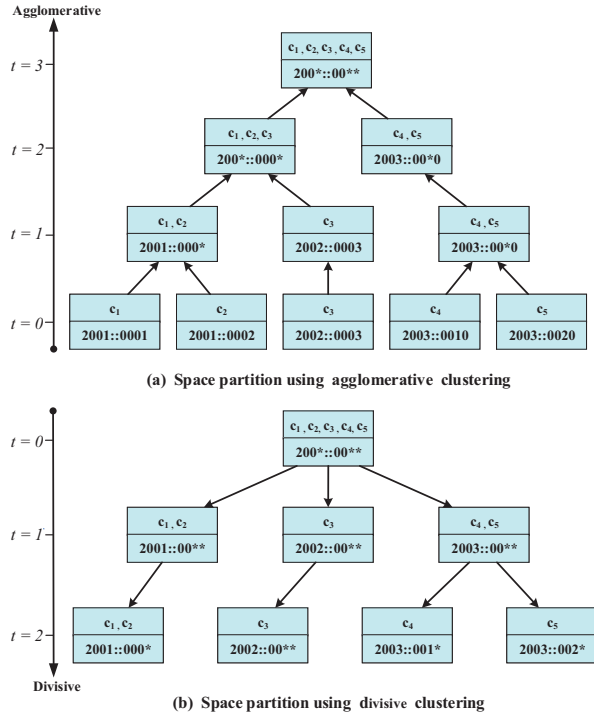 Agglomerative
t = 3
c1 , c2, c3 , c4, c5
200*::00**
t = 2
c1 , c2, c3
200*::000*
c4 , c5
2003::00*0
t = 1
c1 , c2
2001::000*
c3
2002::0003
c4 , c5
2003::00*0
t = 0
c1
2001::0001
c2
2001::0002
c3
2002::0003
c4
2003::0010
c5
2003::0020
(a) Space partition using agglomerative clustering
t = 0
c1 , c2, c3 , c4, c5
200*::00**
t = 1
c1 , c2
2001::00**
c3
2002::00**
c4 , c5
2003::00**
t = 2
c1 , c2
2001::000*
c3
2002::00**
c4
2003::001*
c5
2003::002*
Divisive
(b) Space partition using divisive clustering